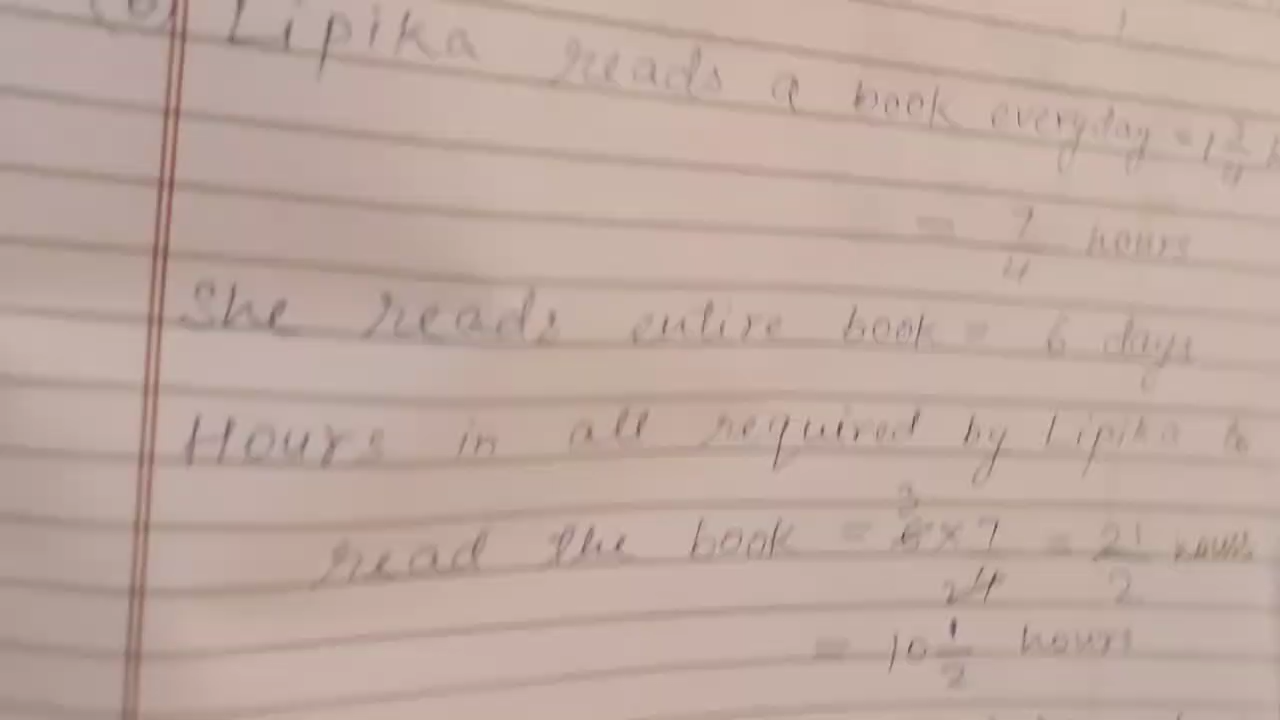 (b) Lipika reads a book everyday = 1 3/4 h
= 7/4 hours
She reads entire book = 6 days
Hours in all required by Lipika to
read the book = 6×7/4 = 21/2 hours
= 10 1/2 hours